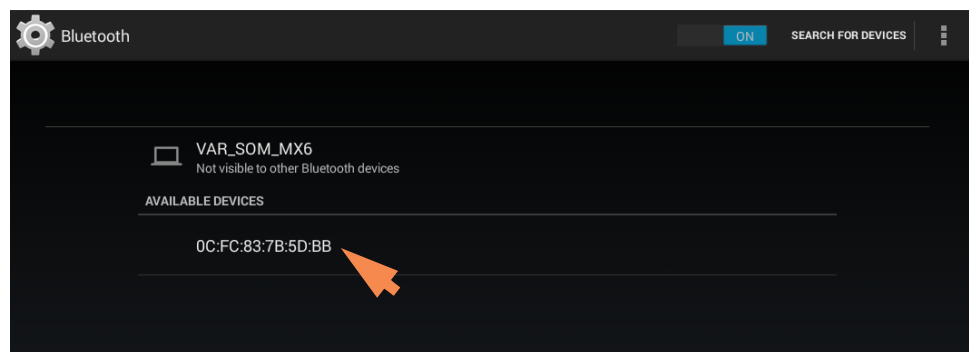 Bluetooth
ON
SEARCH FOR DEVICES
VAR_SOM_MX6
Not visible to other Bluetooth devices
AVAILABLE DEVICES
0C:FC:83:7B:5D:BB